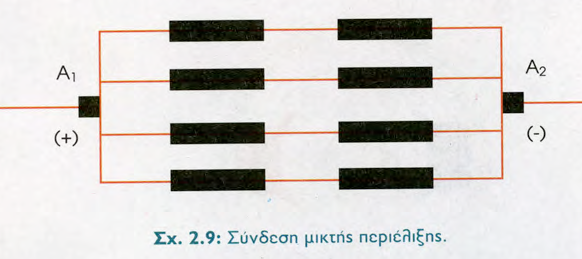 A₁ A₂
(+) (-)
Σχ. 2.9: Σύνδεση μικτής περιέλιξης.